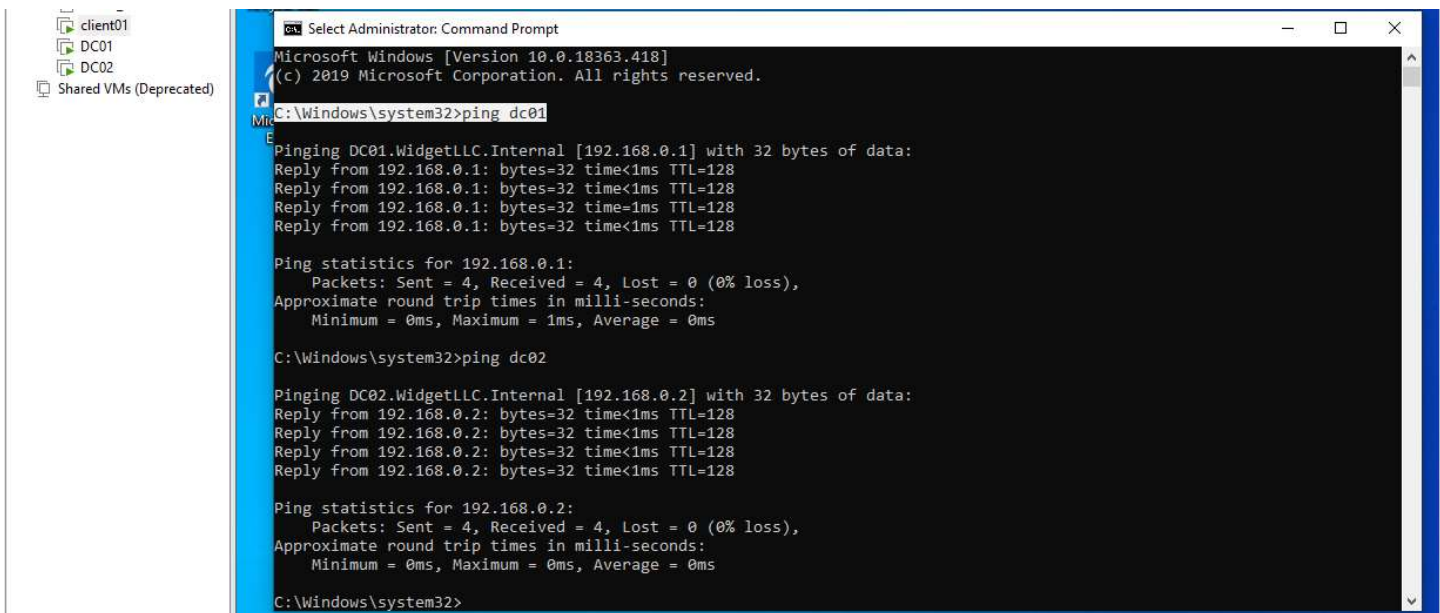 client01
DC01
DC02
Shared VMs (Deprecated)
Mic
E
Select Administrator: Command Prompt
Microsoft Windows [Version 10.0.18363.418]
(c) 2019 Microsoft Corporation. All rights reserved.
C:\Windows\system32>ping dc01
Pinging DC01.WidgetLLC.Internal [192.168.0.1] with 32 bytes of data:
Reply from 192.168.0.1: bytes=32 time<1ms TTL=128
Reply from 192.168.0.1: bytes=32 time<1ms TTL=128
Reply from 192.168.0.1: bytes=32 time=1ms TTL=128
Reply from 192.168.0.1: bytes=32 time<1ms TTL=128
Ping statistics for 192.168.0.1:
Packets: Sent = 4, Received = 4, Lost = 0 (0% loss),
Approximate round trip times in milli-seconds:
Minimum = 0ms, Maximum = 1ms, Average = 0ms
C:\Windows\system32>ping dc02
Pinging DC02.WidgetLLC.Internal [192.168.0.2] with 32 bytes of data:
Reply from 192.168.0.2: bytes=32 time<1ms TTL=128
Reply from 192.168.0.2: bytes=32 time<1ms TTL=128
Reply from 192.168.0.2: bytes=32 time<1ms TTL=128
Reply from 192.168.0.2: bytes=32 time<1ms TTL=128
Ping statistics for 192.168.0.2:
Packets: Sent = 4, Received = 4, Lost = 0 (0% loss),
Approximate round trip times in milli-seconds:
Minimum = 0ms, Maximum = 0ms, Average = 0ms
C:\Windows\system32>